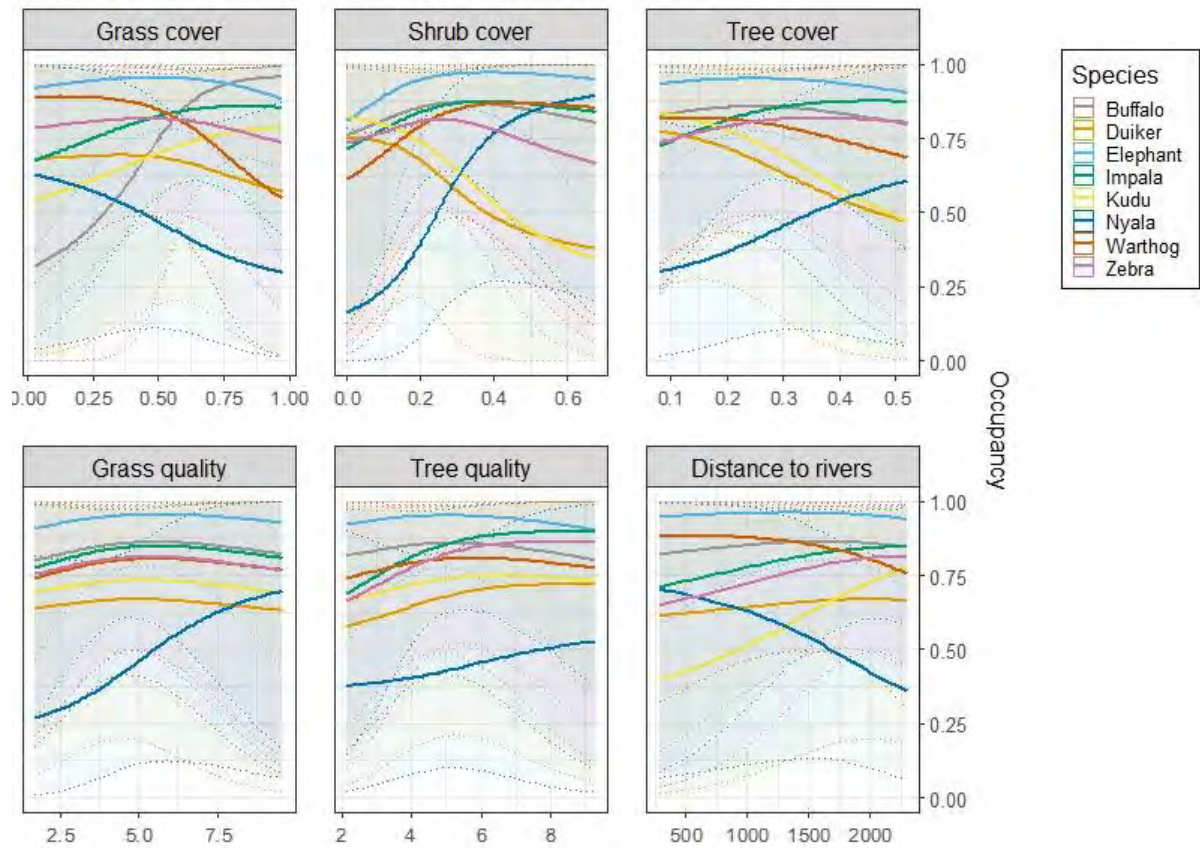 Grass cover
Shrub cover
Tree cover
1.00
0.75
0.50
0.25
0.00
0.00 0.25 0.50 0.75 1.00
0.0 0.2 0.4 0.6
0.1 0.2 0.3 0.4 0.5
Species
Buffalo
Duiker
Elephant
Impala
Kudu
Nyala
Warthog
Zebra
Occupancy
Grass quality
Tree quality
Distance to rivers
1.00
0.75
0.50
0.25
0.00
2.5 5.0 7.5
2 4 6 8
500 1000 1500 2000